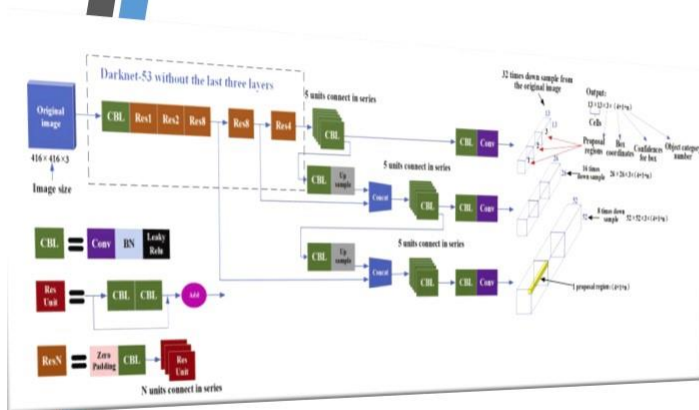 Darknet-53 without the last three layers
Original
image
416×416×3
Image size
CBL
Res1
Res2
Res8
Res8
Res4
5 units connect in series
CBL
CBL
Conv
CBL
Up
sample
Concat
5 units connect in series
CBL
CBL
Conv
CBL
Up
sample
Concat
5 units connect in series
CBL
CBL
Conv
32 times down sample from
the original image
13
13
Output:
13×13×3×(4+1+n)
Cells
Proposal
regions
Box
coordinates
Confidences
for box
Object category
number
16 times
down sample
26×26×3×(4+1+n)
8 times down
sample
52×52×3×(4+1+n)
1 proposal region: (4+1+n)
CBL
=
Conv
BN
Leaky
Relu
Res
Unit
=
CBL
CBL
Add
ResN
=
Zero
Padding
CBL
Res
Unit
N units connect in series